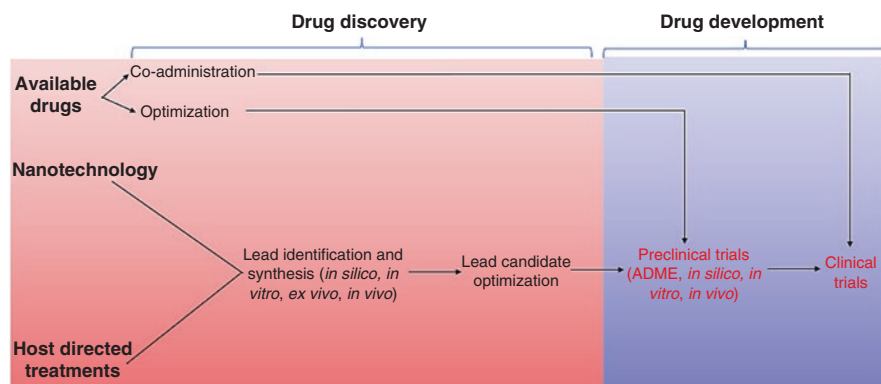 Drug discovery
Drug development
Available
drugs
Co-administration
Optimization
Nanotechnology
Lead identification and
synthesis (in silico, in
vitro, ex vivo, in vivo)
Lead candidate
optimization
Preclinical trials
(ADME, in silico, in
vitro, in vivo)
Clinical
trials
Host directed
treatments